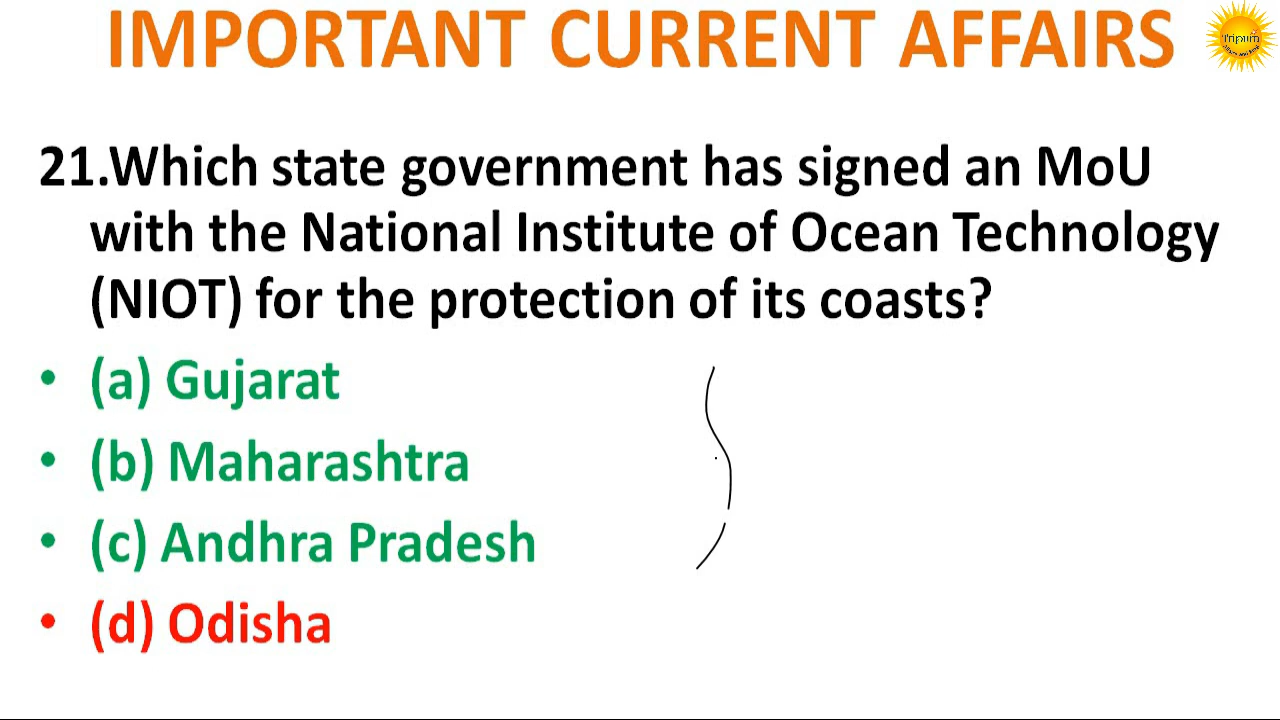 IMPORTANT CURRENT AFFAIRS
Tripura
21.Which state government has signed an MoU
with the National Institute of Ocean Technology
(NIOT) for the protection of its coasts?
• (a) Gujarat
• (b) Maharashtra
• (c) Andhra Pradesh
• (d) Odisha